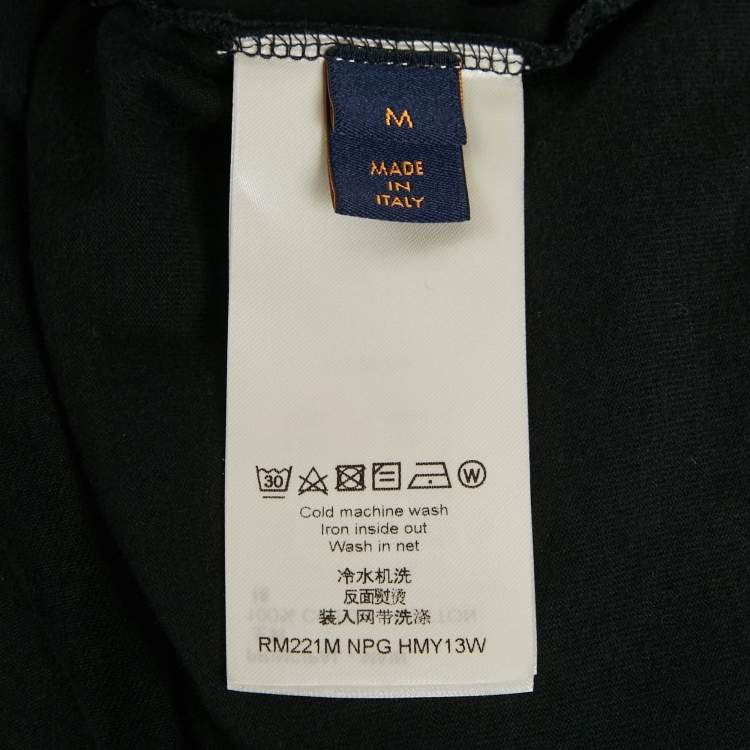 M
MADE
IN
ITALY
30 W
Cold machine wash
Iron inside out
Wash in net
冷水机洗
反面熨烫
装入网带洗涤
RM221M NPG HMY13W